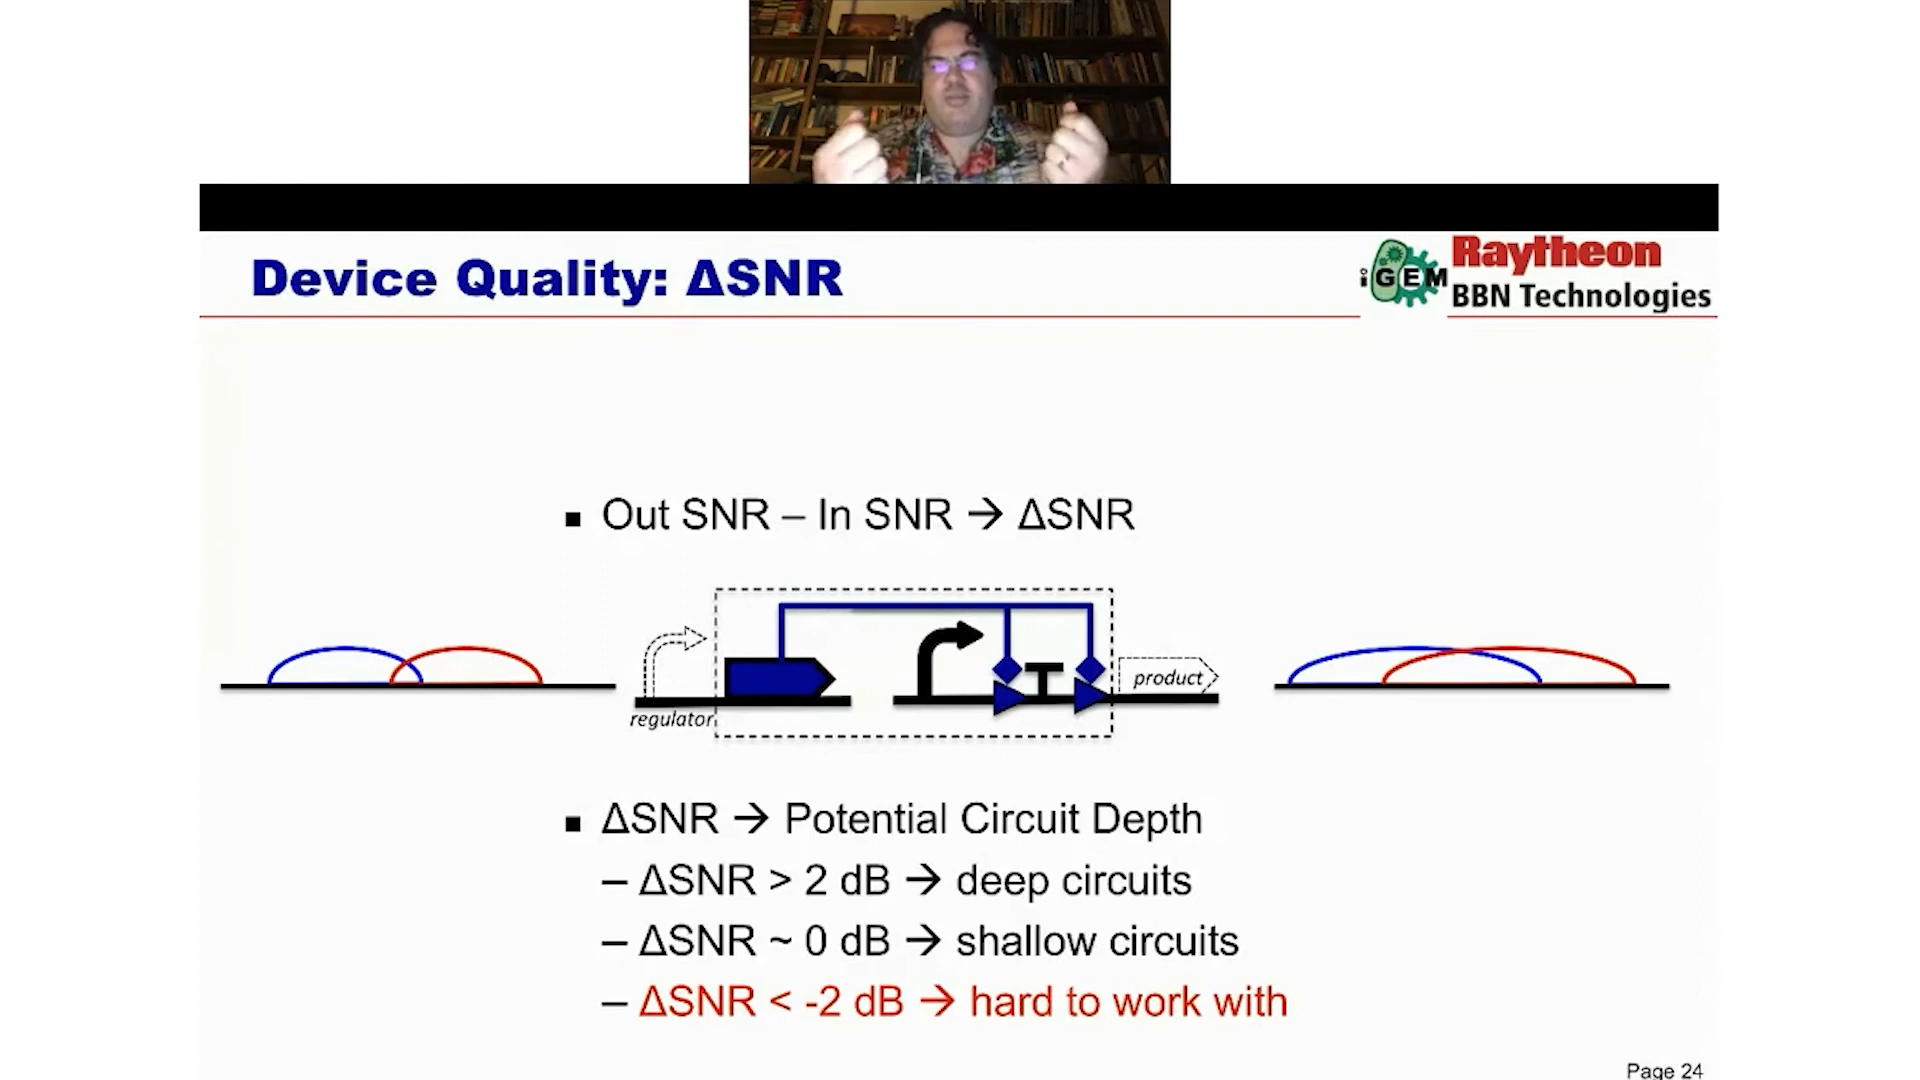 Device Quality: ΔSNR
iGEM
Raytheon
BBN Technologies
▪ Out SNR – In SNR → ΔSNR
regulator
product
▪ ΔSNR → Potential Circuit Depth
– ΔSNR > 2 dB → deep circuits
– ΔSNR ~ 0 dB → shallow circuits
– ΔSNR < -2 dB → hard to work with
Page 24